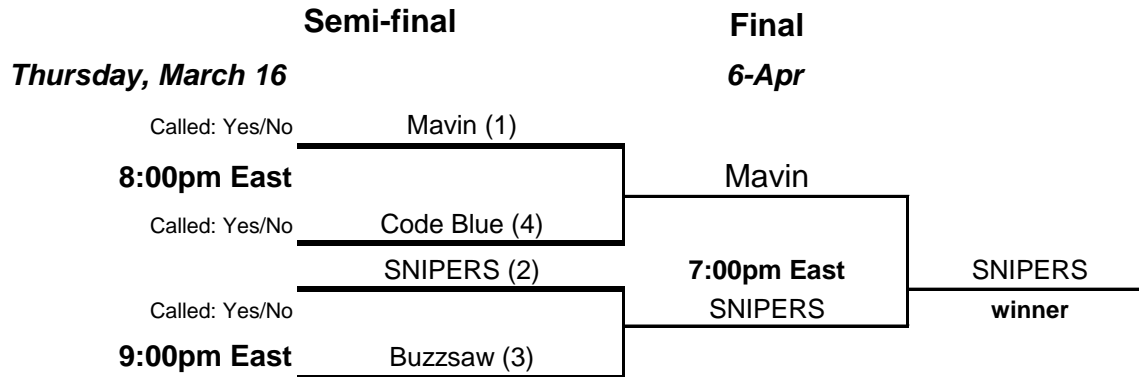 Semi-final Final
Thursday, March 16 6-Apr
Called: Yes/No Mavin (1)
8:00pm East Mavin
Called: Yes/No Code Blue (4)
SNIPERS (2) 7:00pm East SNIPERS
Called: Yes/No SNIPERS winner
9:00pm East Buzzsaw (3)